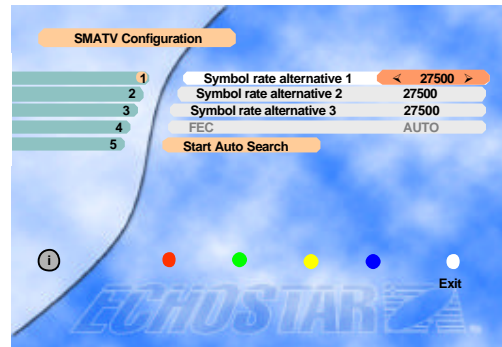 SMATV Configuration
1 Symbol rate alternative 1 < 27500 >
2 Symbol rate alternative 2 27500
3 Symbol rate alternative 3 27500
4 FEC AUTO
5 Start Auto Search
i
Exit
ECHOSTAR